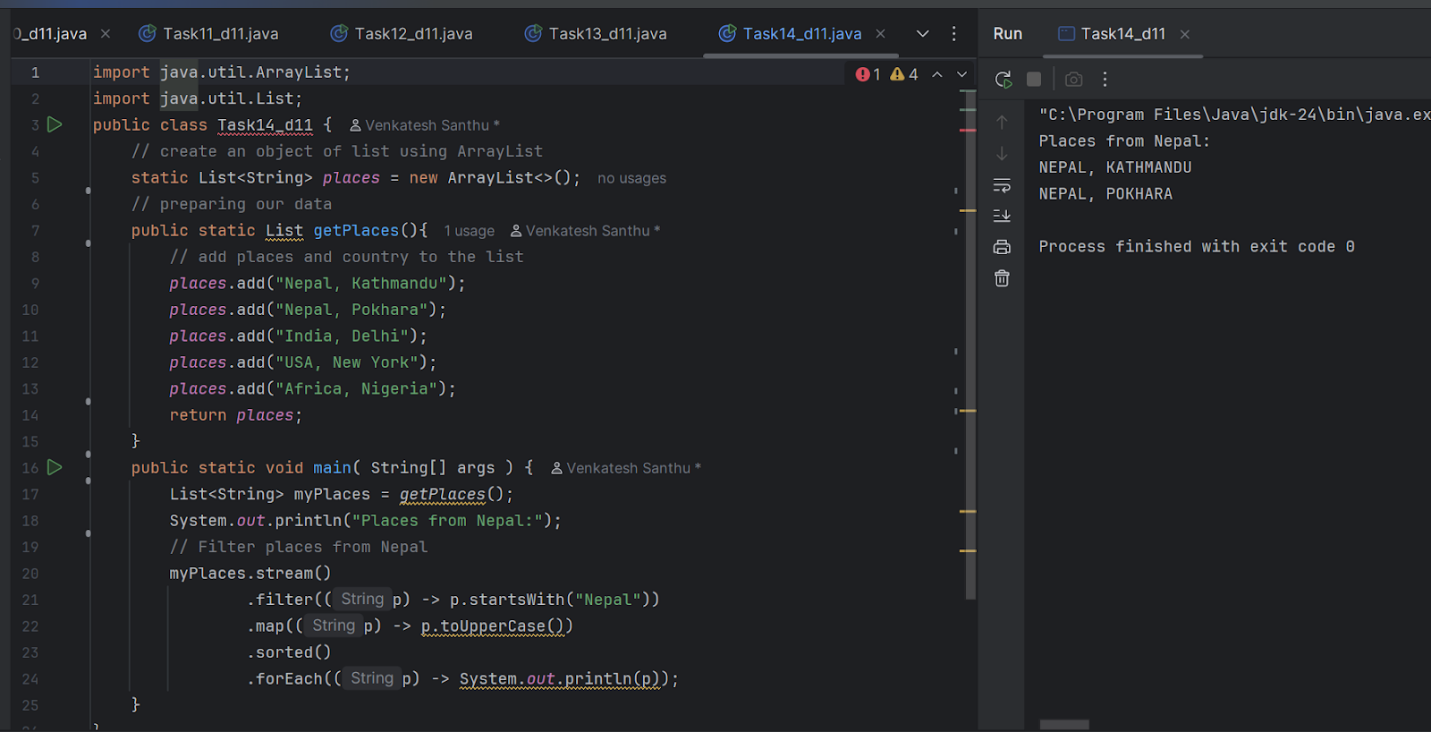 0_d11.java × Task11_d11.java Task12_d11.java Task13_d11.java Task14_d11.java × Run Task14_d11 ×
1 import java.util.ArrayList; 1 4
2 import java.util.List;
3 public class Task14_d11 { Venkatesh Santhu *
4 // create an object of list using ArrayList
5 static List<String> places = new ArrayList<>(); no usages
6 // preparing our data
7 public static List getPlaces(){ 1 usage Venkatesh Santhu *
8 // add places and country to the list
9 places.add("Nepal, Kathmandu");
10 places.add("Nepal, Pokhara");
11 places.add("India, Delhi");
12 places.add("USA, New York");
13 places.add("Africa, Nigeria");
14 return places;
15 }
16 public static void main( String[] args ) { Venkatesh Santhu *
17 List<String> myPlaces = getPlaces();
18 System.out.println("Places from Nepal:");
19 // Filter places from Nepal
20 myPlaces.stream()
21 .filter(( String p) -> p.startsWith("Nepal"))
22 .map(( String p) -> p.toUpperCase())
23 .sorted()
24 .forEach(( String p) -> System.out.println(p));
25 }
"C:\Program Files\Java\jdk-24\bin\java.ex
Places from Nepal:
NEPAL, KATHMANDU
NEPAL, POKHARA
Process finished with exit code 0